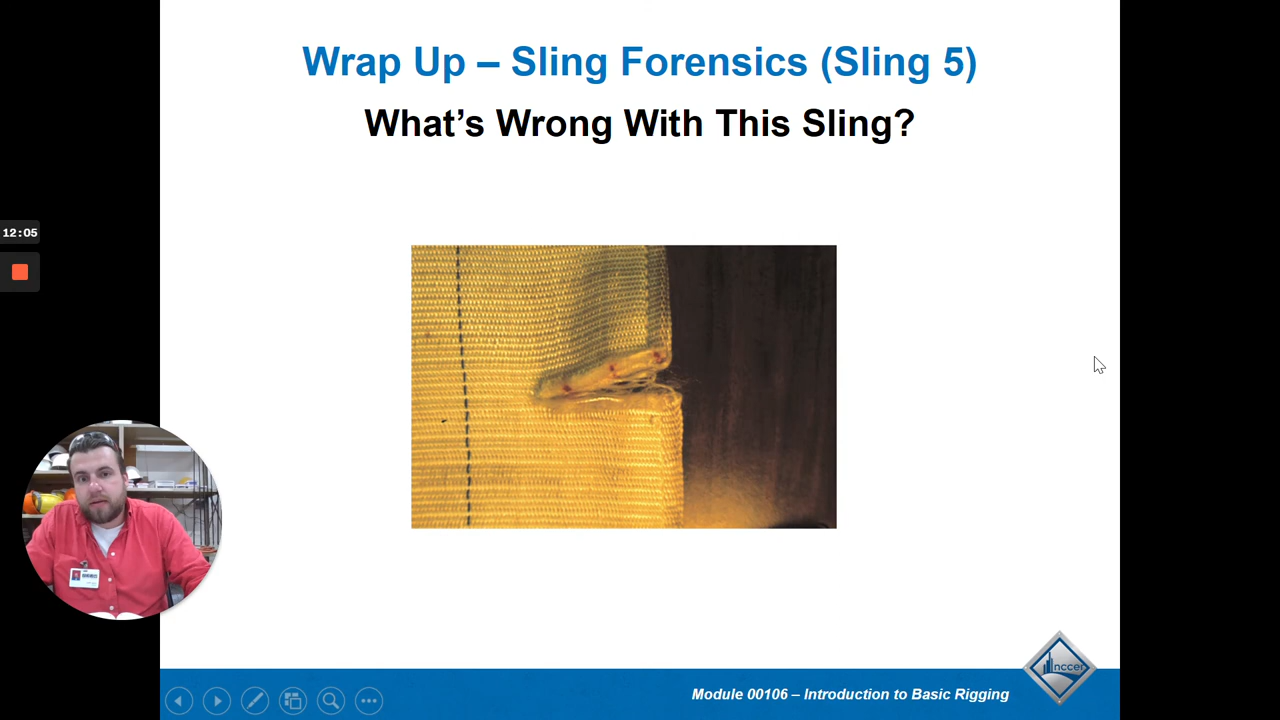 Wrap Up – Sling Forensics (Sling 5)
What's Wrong With This Sling?
12:05
nccer
Module 00106 – Introduction to Basic Rigging